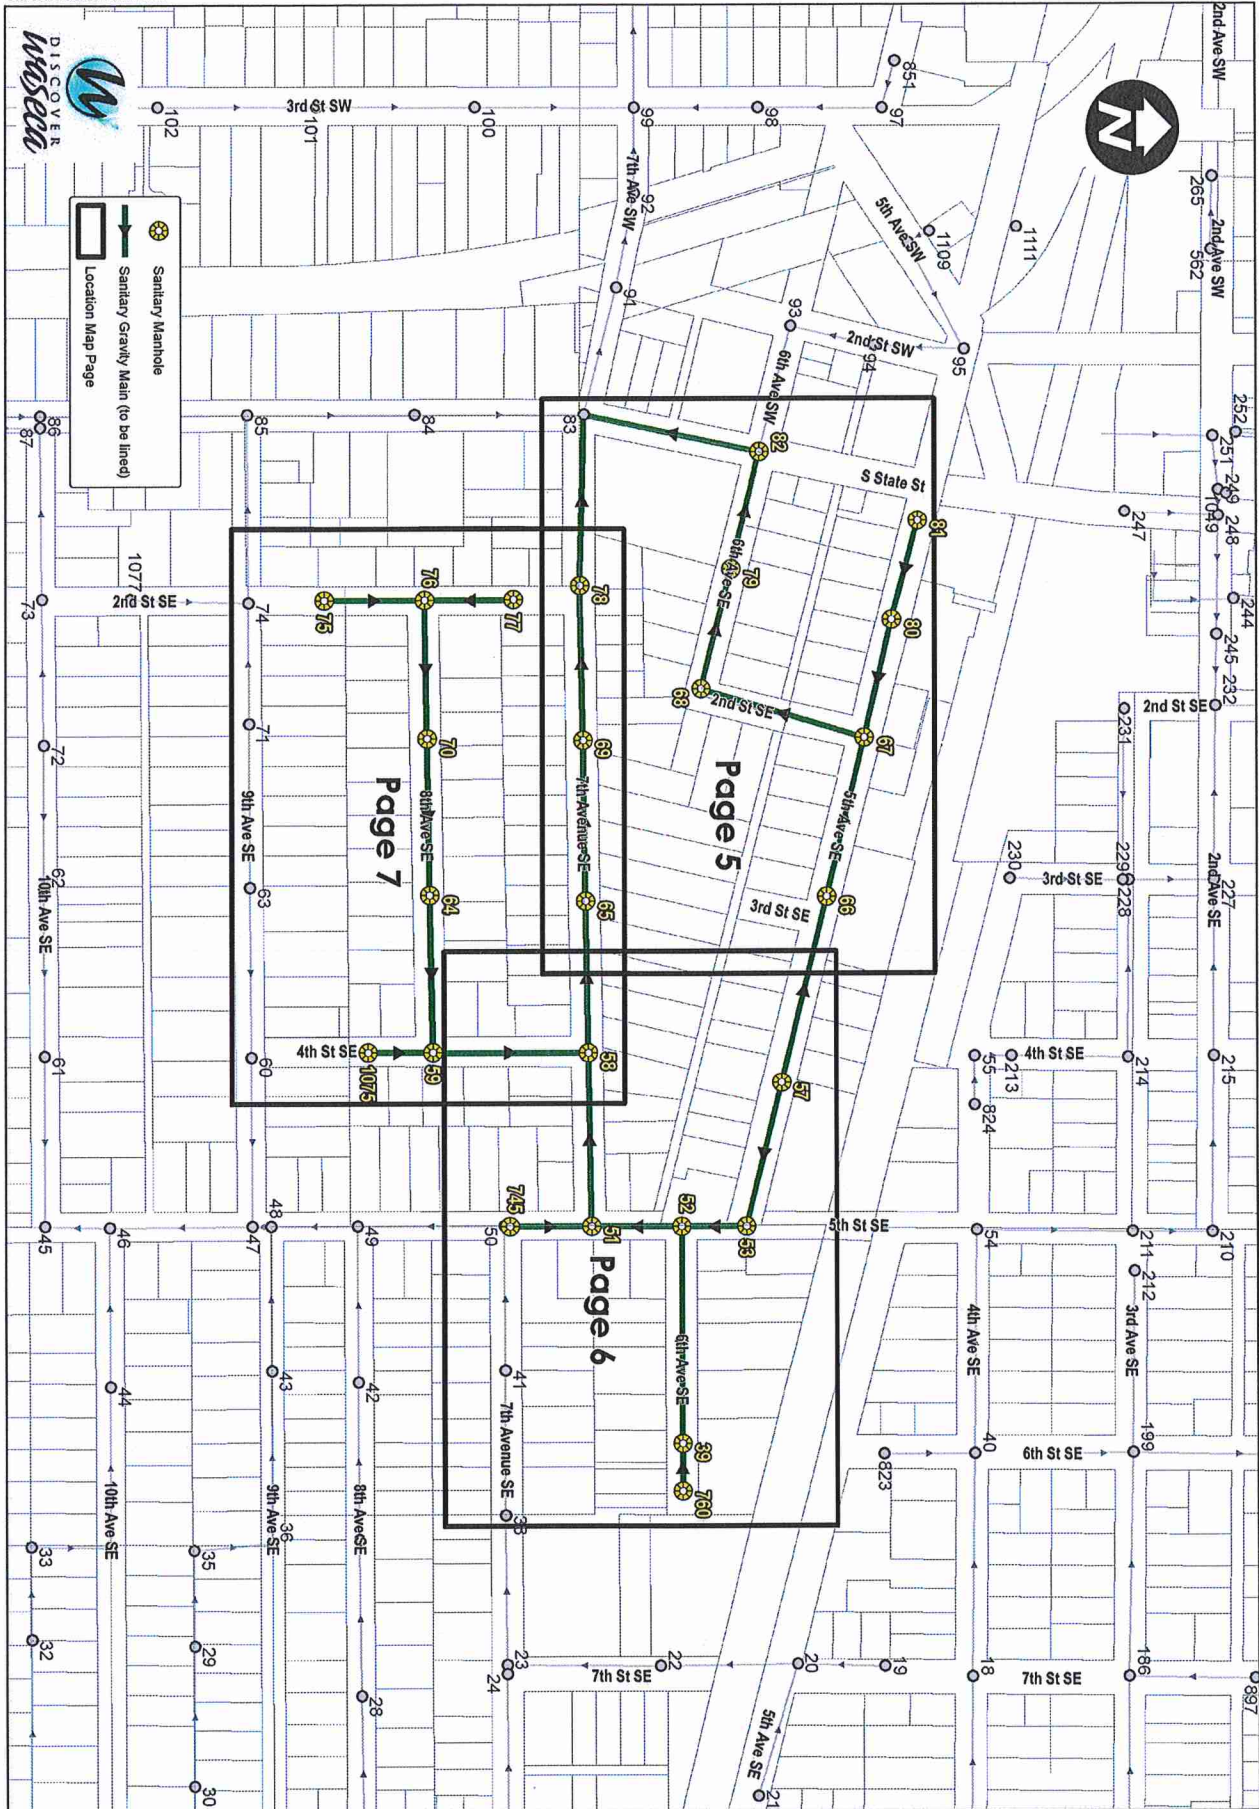 2nd Ave SW
265
2nd Ave SW
562
252
251
249
1049
248
247
244
245
232
2nd St SE
231
2nd Ave SE
227
229
228
3rd St SE
230
215
214
4th St SE
213
55
824
210
211
212
54
3rd Ave SE
4th Ave SE
199
40
6th St SE
823
897
186
7th St SE
18
19
20
21
5th Ave SE
22
7th St SE
23
24
N
851
97
98
99
3rd St SW
100
101
102
7th Ave SW
92
91
5th Ave SW
1109
1111
95
2nd St SW
94
93
6th Ave SW
82
S State St
81
80
79
6th Ave SE
68
2nd St SE
67
5th Ave SE
66
3rd St SE
Page 5
83
78
69
7th Avenue SE
65
58
57
53
5th St SE
52
51
745
50
Page 6
6th Ave SE
39
760
41
7th Avenue SE
38
84
85
86
87
77
76
75
70
8th Ave SE
64
59
4th St SE
1075
Page 7
2nd St SE
74
1077
73
71
9th Ave SE
63
60
72
62
10th Ave SE
61
49
48
47
46
45
42
8th Ave SE
28
43
9th Ave SE
36
35
29
30
44
10th Ave SE
33
32
Sanitary Manhole
Sanitary Gravity Main (to be lined)
Location Map Page
W
DISCOVER
waseca